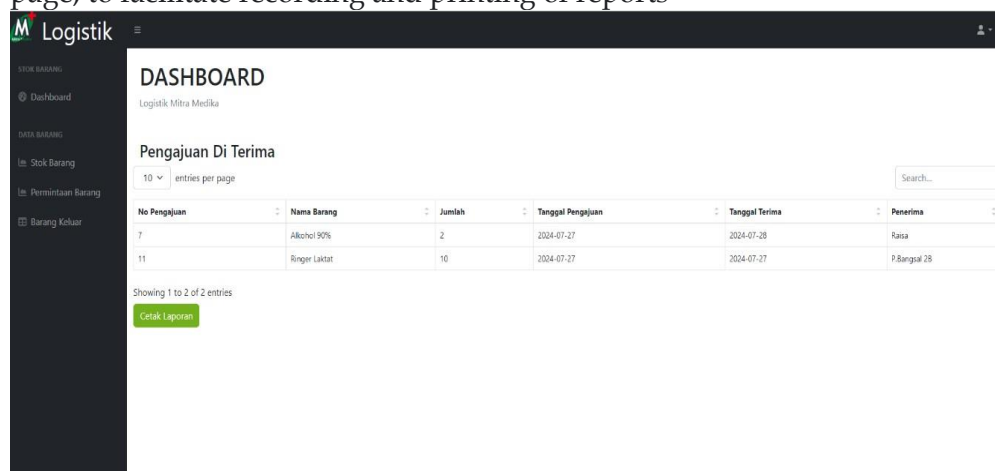 page, to facilitate recording and printing of reports
M Logistik
STOK BARANG
Dashboard
DATA BARANG
Stok Barang
Permintaan Barang
Barang Keluar
DASHBOARD
Logistik Mitra Medika
Pengajuan Di Terima
10 entries per page
Search...
No Pengajuan Nama Barang Jumlah Tanggal Pengajuan Tanggal Terima Penerima
7 Alkohol 90% 2 2024-07-27 2024-07-28 Raisa
11 Ringer Laktat 10 2024-07-27 2024-07-27 P.Bangsal 2B
Showing 1 to 2 of 2 entries
Cetak Laporan